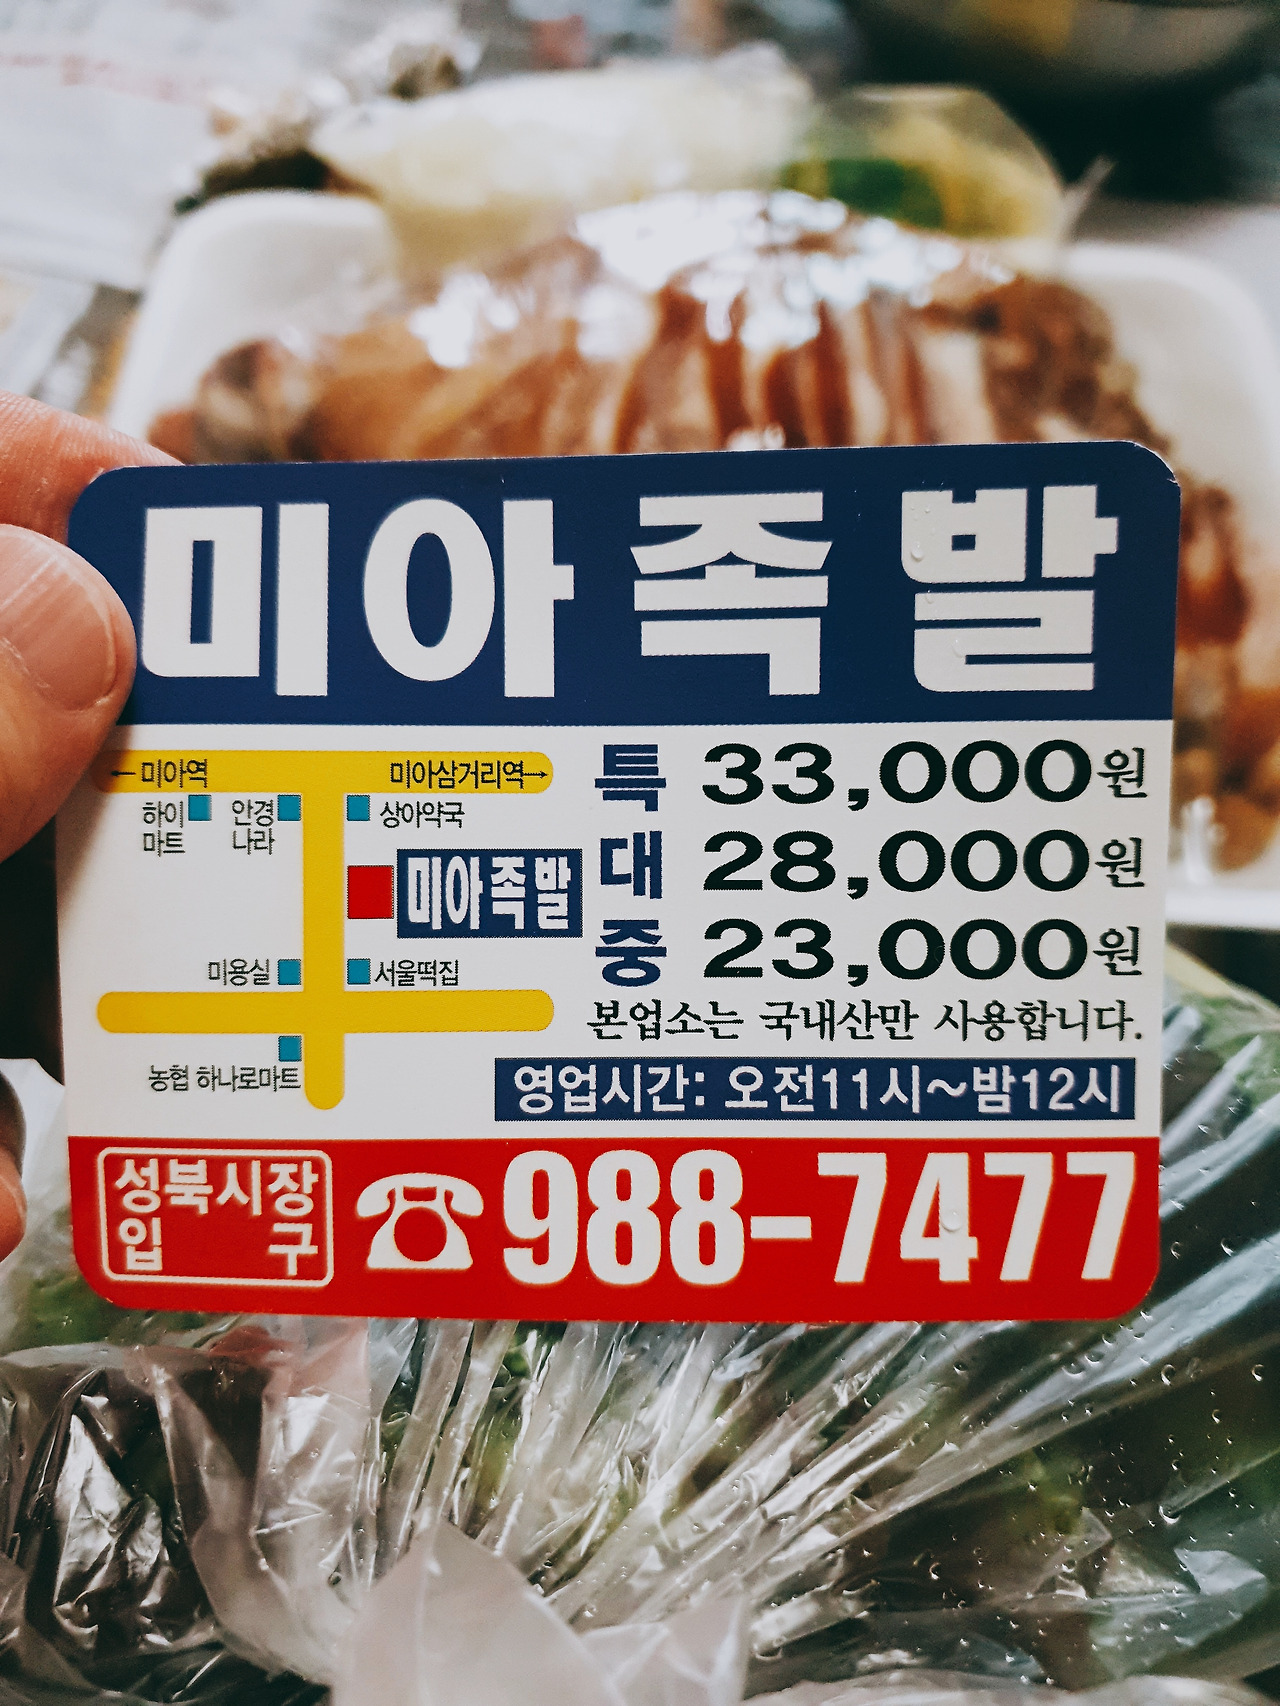 미아족발
← 미아역
미아삼거리역→
하이
마트
안경
나라
상아약국
미아족발
미용실
서울떡집
농협 하나로마트
특 33,000원
대 28,000원
중 23,000원
본업소는 국내산만 사용합니다.
영업시간: 오전11시~밤12시
성북시장
입구
☎988-7477